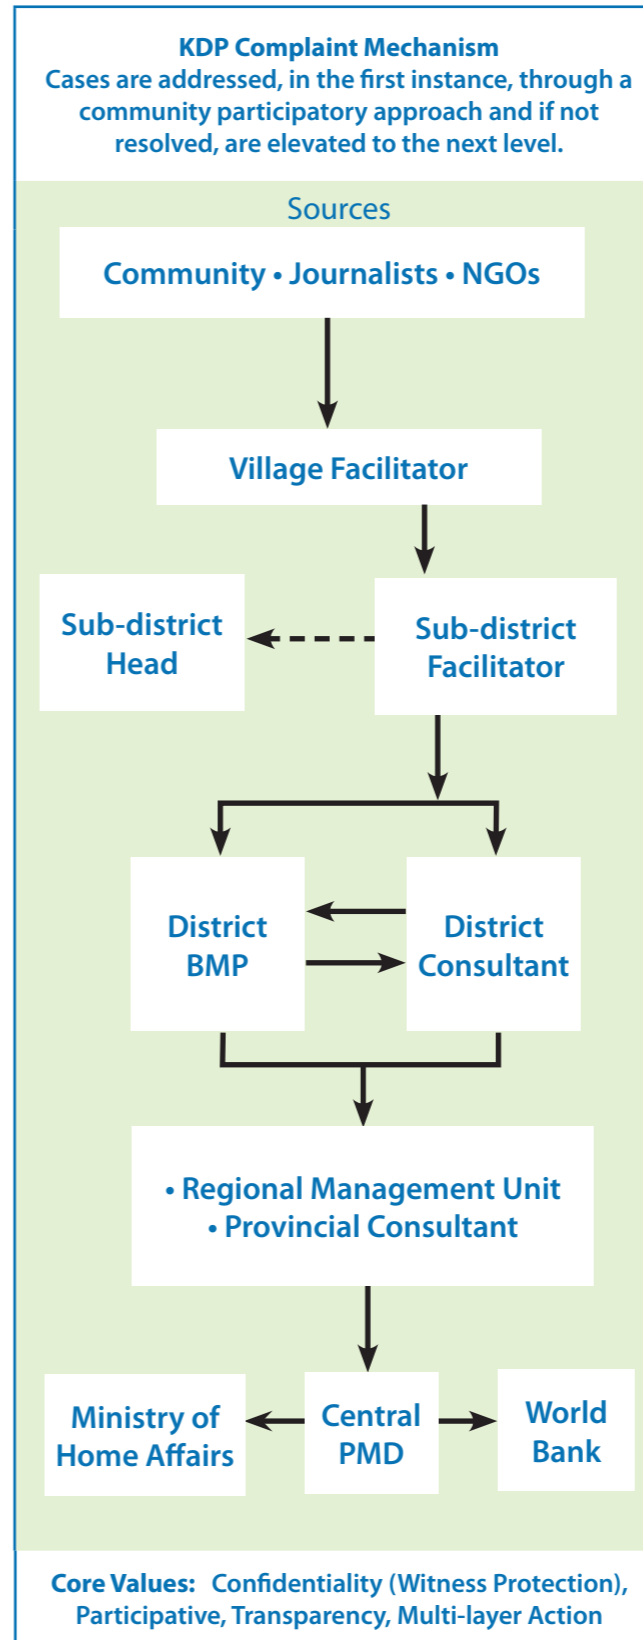 KDP Complaint Mechanism
Cases are addressed, in the first instance, through a
community participatory approach and if not
resolved, are elevated to the next level.
Sources
Community • Journalists • NGOs
Village Facilitator
Sub-district
Head
Sub-district
Facilitator
District
BMP
District
Consultant
• Regional Management Unit
• Provincial Consultant
Ministry of
Home Affairs
Central
PMD
World
Bank
Core Values: Confidentiality (Witness Protection),
Participative, Transparency, Multi-layer Action